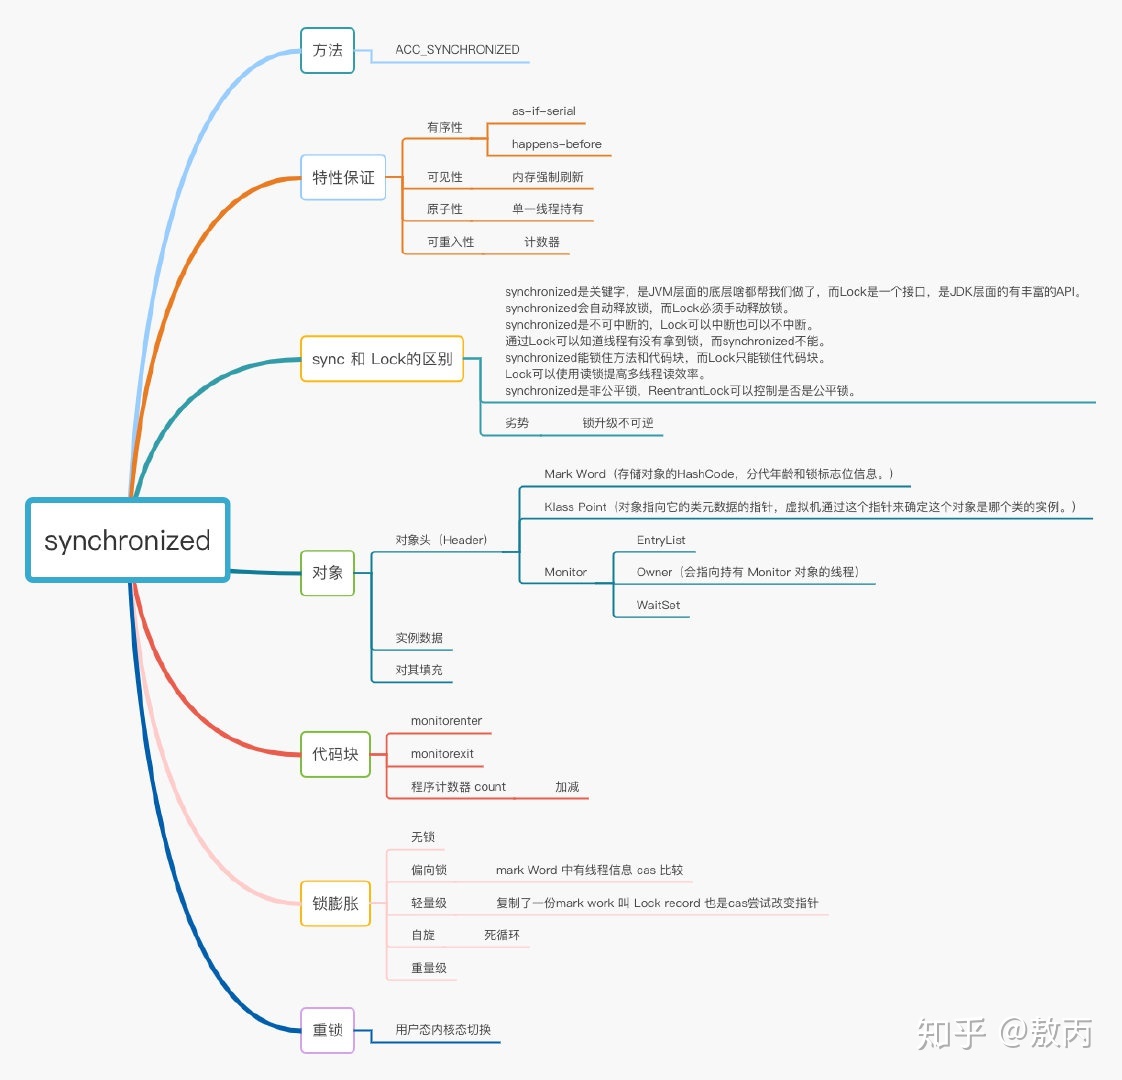 方法
ACC_SYNCHRONIZED
特性保证
有序性
as-if-serial
happens-before
可见性
内存强制刷新
原子性
单一线程持有
可重入性
计数器
sync 和 Lock的区别
synchronized是关键字，是JVM层面的底层啥都帮我们做了，而Lock是一个接口，是JDK层面的有丰富的API。
synchronized会自动释放锁，而Lock必须手动释放锁。
synchronized是不可中断的，Lock可以中断也可以不中断。
通过Lock可以知道线程有没有拿到锁，而synchronized不能。
synchronized能锁住方法和代码块，而Lock只能锁住代码块。
Lock可以使用读锁提高多线程读效率。
synchronized是非公平锁，ReentrantLock可以控制是否是公平锁。
劣势
锁升级不可逆
synchronized
对象
对象头（Header）
Mark Word（存储对象的HashCode，分代年龄和锁标志位信息。）
Klass Point（对象指向它的类元数据的指针，虚拟机通过这个指针来确定这个对象是哪个类的实例。）
Monitor
EntryList
Owner（会指向持有 Monitor 对象的线程）
WaitSet
实例数据
对其填充
代码块
monitorenter
monitorexit
程序计数器 count
加减
锁膨胀
无锁
偏向锁
mark Word 中有线程信息 cas 比较
轻量级
复制了一份mark work 叫 Lock record 也是cas尝试改变指针
自旋
死循环
重量级
重锁
用户态内核态切换
知乎 @敖丙